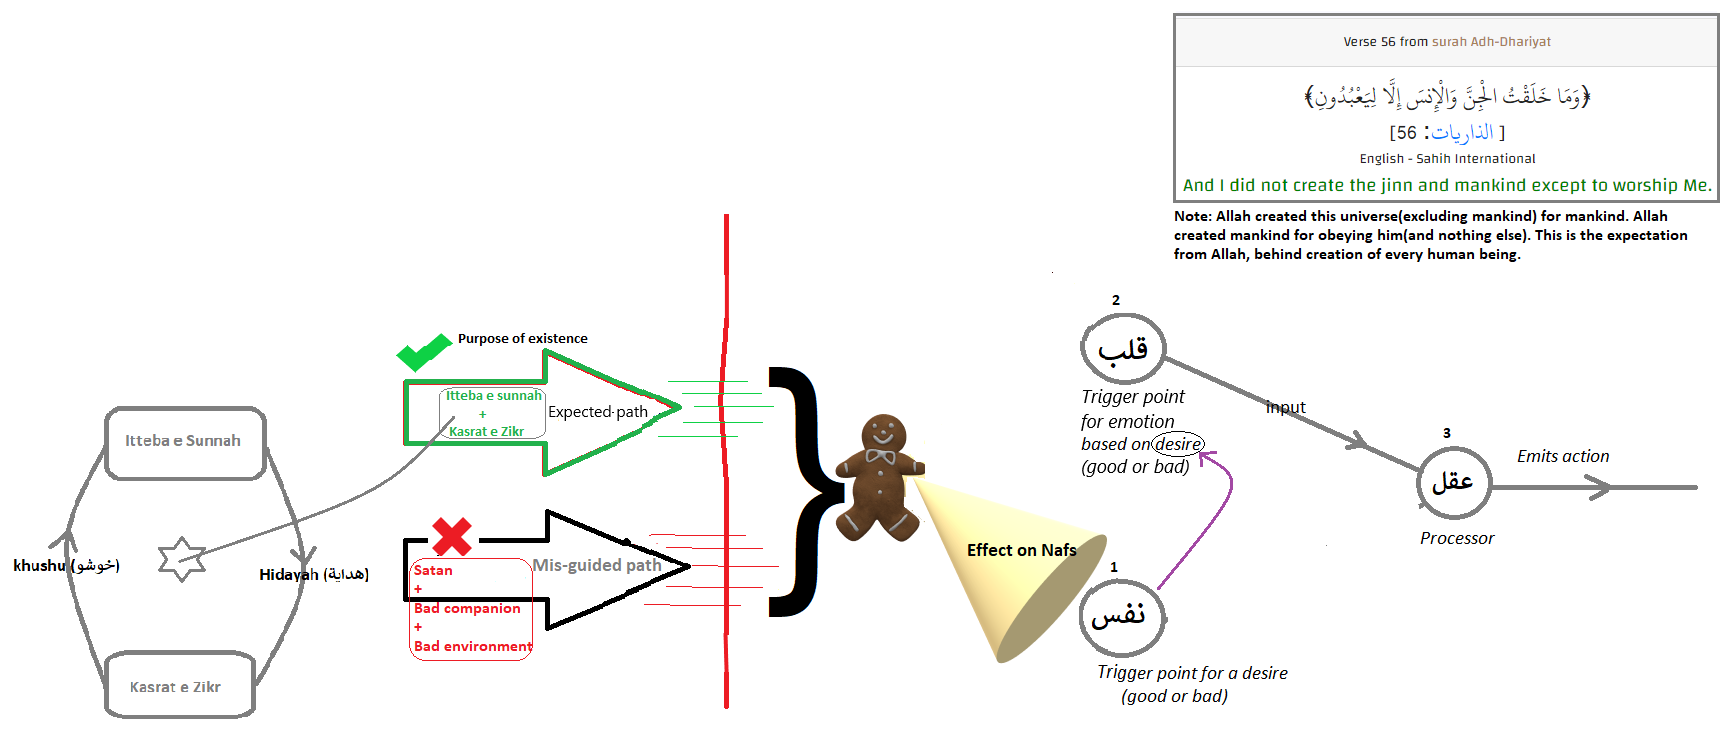 Verse 56 from surah Adh-Dhariyat
﴿وَمَا خَلَقْتُ الْجِنَّ وَالْإِنسَ إِلَّا لِيَعْبُدُونِ﴾
[ الذاريات: 56]
English - Sahih International
And I did not create the jinn and mankind except to worship Me.
Note: Allah created this universe(excluding mankind) for mankind. Allah
created mankind for obeying him(and nothing else). This is the expectation
from Allah, behind creation of every human being.
Purpose of existence
Itteba e sunnah
+
Kasrat e Zikr
Expected path
Itteba e Sunnah
khushu (خوشو)
Hidayah (هداية)
Kasrat e Zikr
Satan
+
Bad companion
+
Bad environment
Mis-guided path
Effect on Nafs
1
نفس
Trigger point for a desire
(good or bad)
2
قلب
Trigger point
for emotion
based on desire
(good or bad)
input
3
عقل
Processor
Emits action